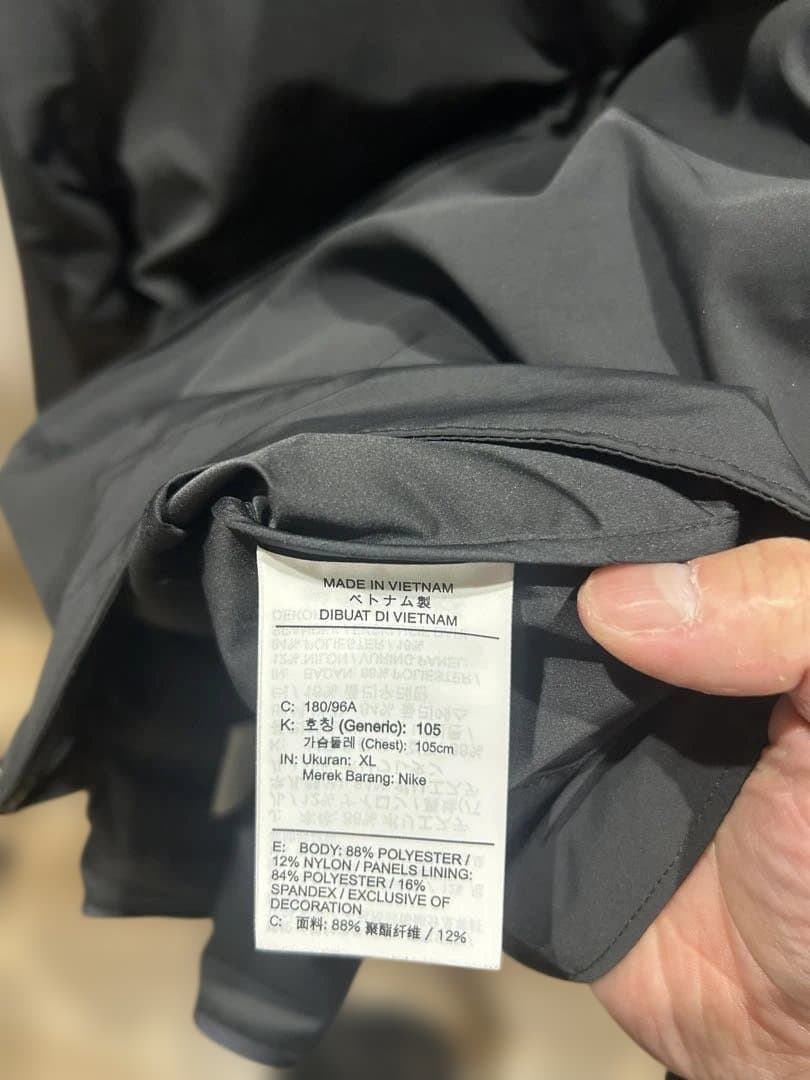 MADE IN VIETNAM
ベトナム製
DIBUAT DI VIETNAM
C: 180/96A
K: 호칭 (Generic): 105
가슴둘레 (Chest): 105cm
IN: Ukuran: XL
Merek Barang: Nike
E: BODY: 88% POLYESTER /
12% NYLON / PANELS LINING:
84% POLYESTER / 16%
SPANDEX / EXCLUSIVE OF
DECORATION
C: 面料: 88% 聚酯纤维 / 12%